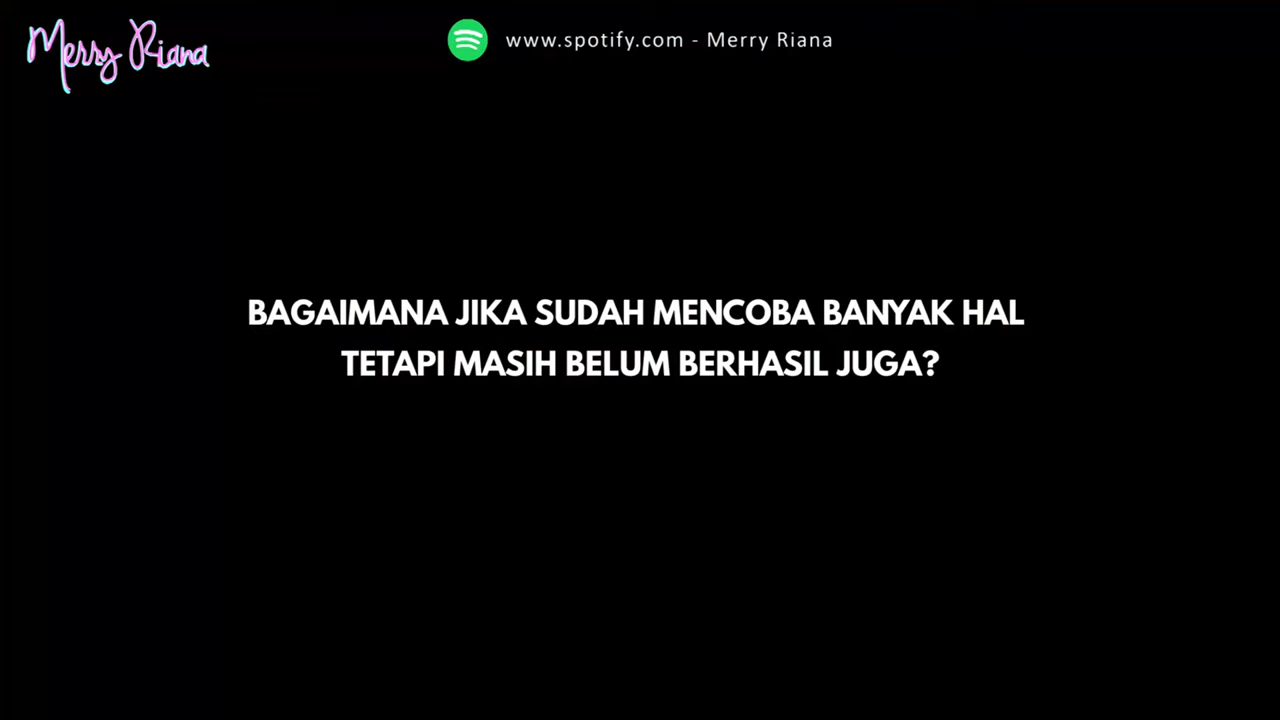 Merry Riana
www.spotify.com - Merry Riana
BAGAIMANA JIKA SUDAH MENCOBA BANYAK HAL
TETAPI MASIH BELUM BERHASIL JUGA?